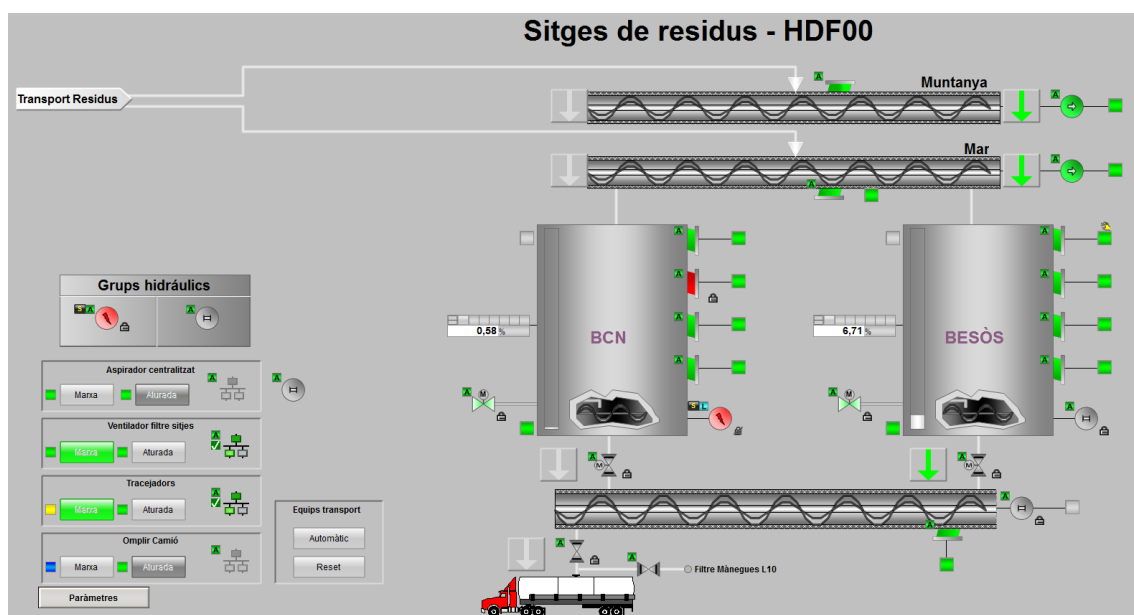 Sitges de residus - HDF00
Transport Residus
Muntanya
Mar
Grups hidráulics
Aspirador centralitzat
Marxa
Aturada
Ventilador filtre sitjes
Marxa
Aturada
Tracejadors
Marxa
Aturada
Omplir Camió
Marxa
Aturada
Paràmetres
Equips transport
Automàtic
Reset
0,58 %
BCN
6,71 %
BESÒS
Filtre Mànegues L10